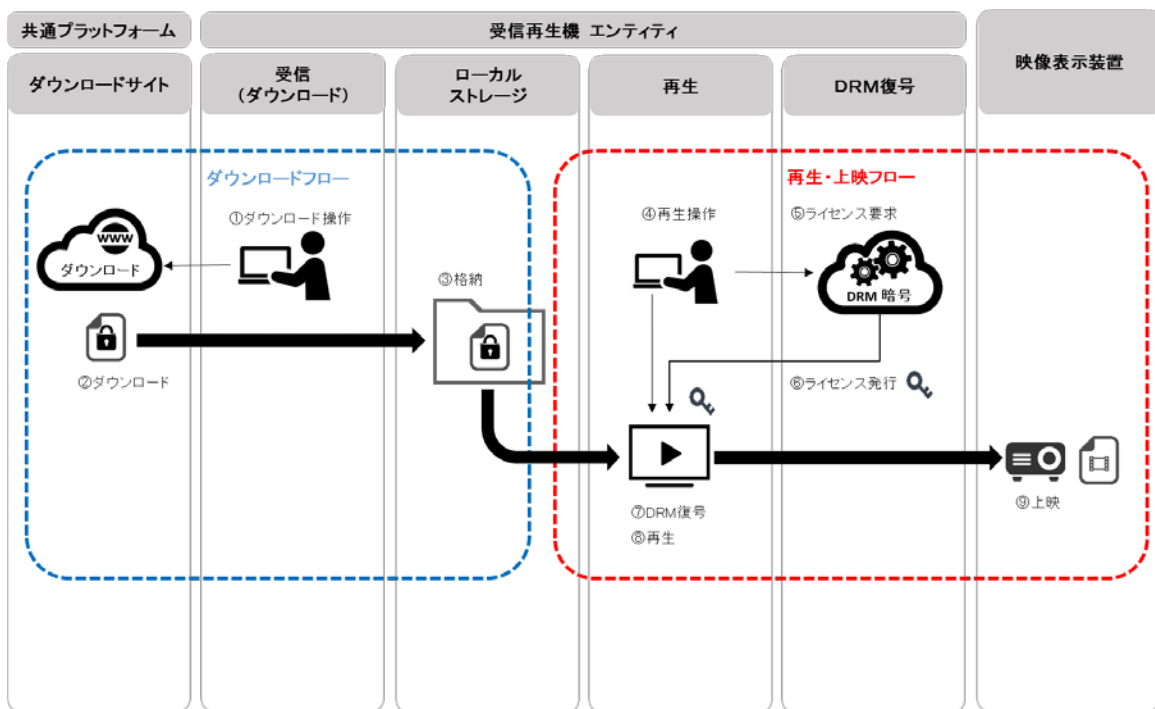 共通プラットフォーム
受信再生機 エンティティ
映像表示装置
ダウンロードサイト
受信
(ダウンロード)
ローカル
ストレージ
再生
DRM復号
ダウンロードフロー
再生・上映フロー
①ダウンロード操作
④再生操作
⑤ライセンス要求
www
ダウンロード
③格納
DRM 暗号
②ダウンロード
⑥ライセンス発行
⑦DRM復号
⑧再生
⑨上映